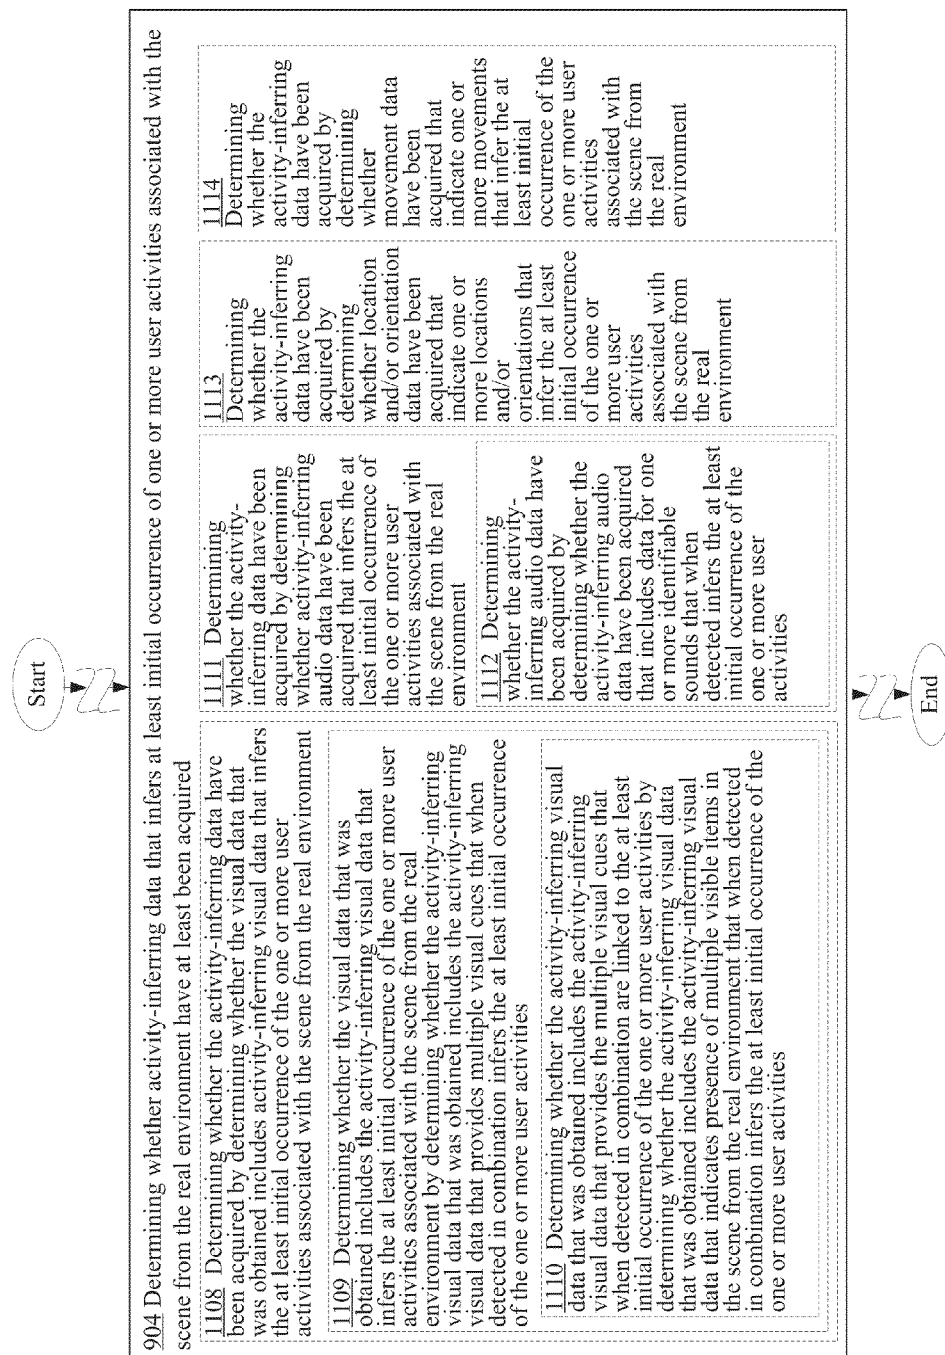 Start
904 Determining whether activity-inferring data that infers at least initial occurrence of one or more user activities associated with the
scene from the real environment have at least been acquired
1108 Determining whether the activity-inferring data have
been acquired by determining whether the visual data that
was obtained includes activity-inferring visual data that infers
the at least initial occurrence of the one or more user
activities associated with the scene from the real environment
1109 Determining whether the visual data that was
obtained includes the activity-inferring visual data that
infers the at least initial occurrence of the one or more user
activities associated with the scene from the real
environment by determining whether the activity-inferring
visual data that was obtained includes the activity-inferring
visual data that provides multiple visual cues that when
detected in combination infers the at least initial occurrence
of the one or more user activities
1110 Determining whether the activity-inferring visual
data that was obtained includes the activity-inferring
visual data that provides the multiple visual cues that
when detected in combination are linked to the at least
initial occurrence of the one or more user activities by
determining whether the activity-inferring visual data
that was obtained includes the activity-inferring visual
data that indicates presence of multiple visible items in
the scene from the real environment that when detected
in combination infers the at least initial occurrence of the
one or more user activities
1111 Determining
whether the activity-
inferring data have been
acquired by determining
whether activity-inferring
audio data have been
acquired that infers the at
least initial occurrence of
the one or more user
activities associated with
the scene from the real
environment
1112 Determining
whether the activity-
inferring audio data have
been acquired by
determining whether the
activity-inferring audio
data have been acquired
that includes data for one
or more identifiable
sounds that when
detected infers the at least
initial occurrence of the
one or more user
activities
1113
Determining
whether the
activity-inferring
data have been
acquired by
determining
whether location
and/or orientation
data have been
acquired that
indicate one or
more locations
and/or
orientations that
infer the at least
initial occurrence
of the one or
more user
activities
associated with
the scene from
the real
environment
1114
Determining
whether the
activity-inferring
data have been
acquired by
determining
whether
movement data
have been
acquired that
indicate one or
more movements
that infer the at
least initial
occurrence of the
one or more user
activities
associated with
the scene from
the real
environment
End